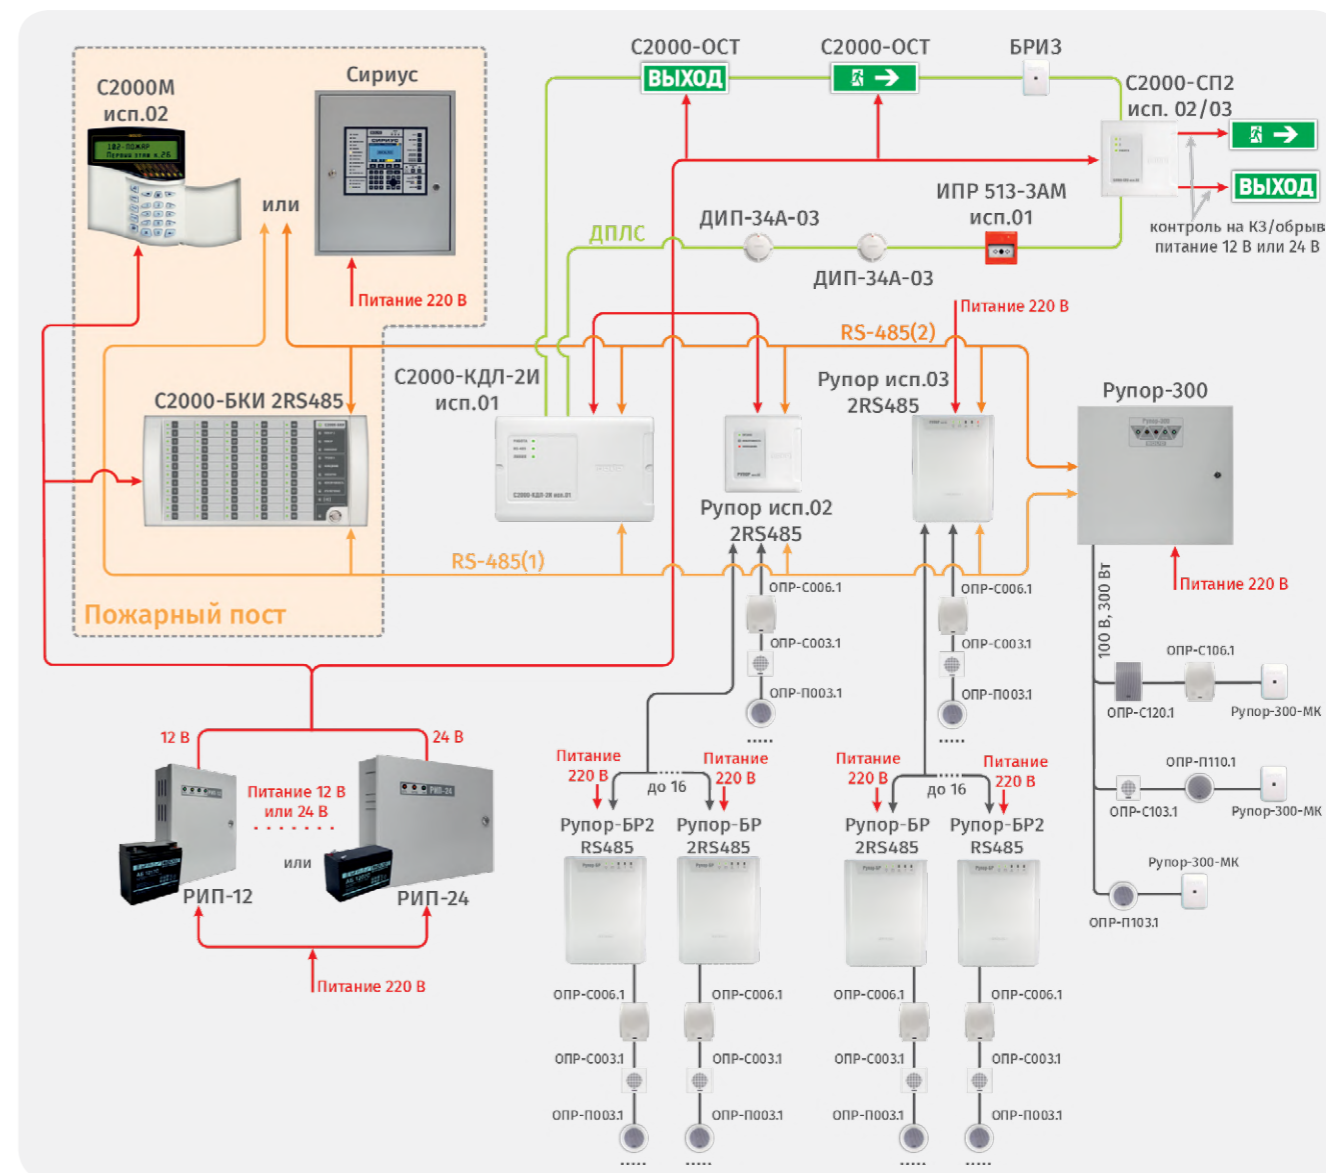 С2000М
исп.02
102-ПОЖАР
Сириус
или
Питание 220 В
С2000-БКИ 2RS485
Пожарный пост
С2000-ОСТ
ВЫХОД
С2000-ОСТ
БРИЗ
С2000-СП2
исп. 02/03
ВЫХОД
контроль на КЗ/обрыв
питание 12 В или 24 В
ДПЛС
ДИП-34А-03
ДИП-34А-03
ИПР 513-3АМ
исп.01
RS-485(2)
Питание 220 В
С2000-КДЛ-2И
исп.01
С2000-КДЛ-2И исп.01
Рупор исп.02
2RS485
Рупор исп.03
2RS485
Рупор-300
RS-485(1)
Питание 220 В
100 В, 300 Вт
ОПР-С006.1
ОПР-С003.1
ОПР-П003.1
ОПР-С006.1
ОПР-С003.1
ОПР-П003.1
ОПР-С106.1
ОПР-С120.1
Рупор-300-МК
ОПР-П110.1
ОПР-С103.1
Рупор-300-МК
Рупор-300-МК
ОПР-П103.1
12 В
24 В
Питание 12 В
или 24 В
или
РИП-24
РИП-12
РИП-24
Питание 220 В
Питание
220 В
до 16
Питание
220 В
Питание
220 В
до 16
Питание
220 В
Рупор-БР2
RS485
Рупор-БР
2RS485
Рупор-БР
2RS485
Рупор-БР2
RS485
ОПР-С006.1
ОПР-С006.1
ОПР-С006.1
ОПР-С006.1
ОПР-С003.1
ОПР-С003.1
ОПР-С003.1
ОПР-С003.1
ОПР-П003.1
ОПР-П003.1
ОПР-П003.1
ОПР-П003.1